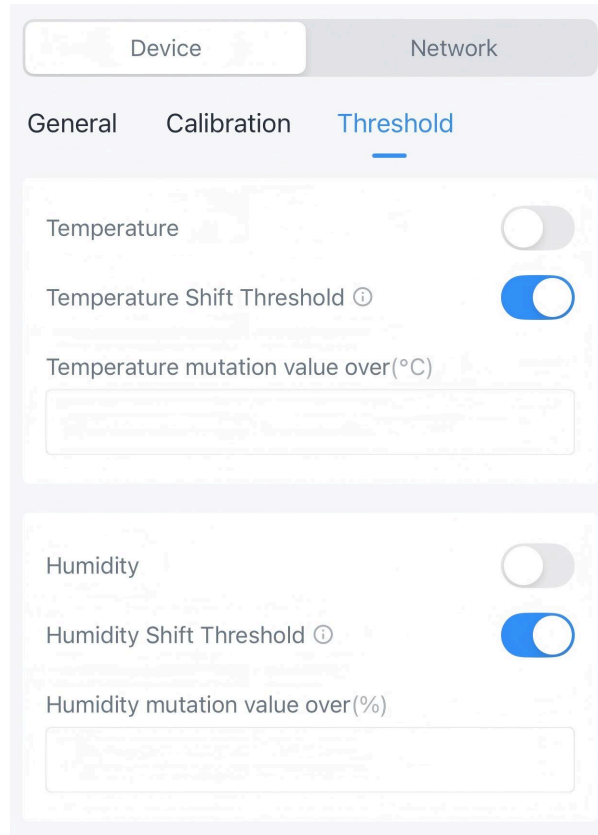 Device Network
General Calibration Threshold
Temperature
Temperature Shift Threshold
Temperature mutation value over(°C)
Humidity
Humidity Shift Threshold
Humidity mutation value over(%)